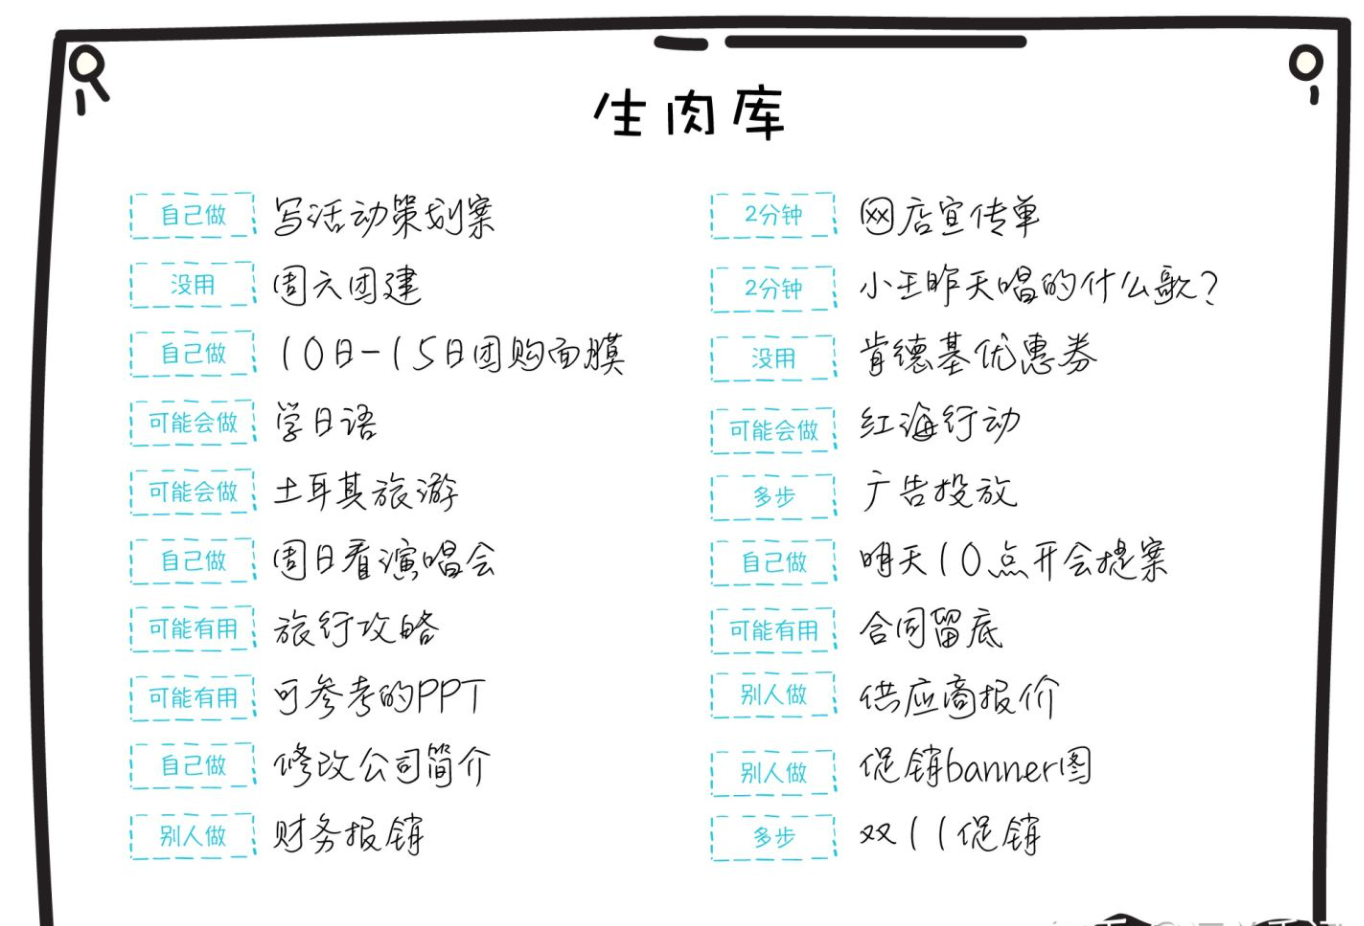 生肉库
自己做 写活动策划案
没用 周六团建
自己做 10日-15日团购面膜
可能会做 学日语
可能会做 土耳其旅游
自己做 周日看演唱会
可能有用 旅行攻略
可能有用 可参考的PPT
自己做 修改公司简介
别人做 财务报销
2分钟 网店宣传单
2分钟 小王昨天唱的什么歌?
没用 肯德基优惠券
可能会做 红海行动
多步 广告投放
自己做 明天10点开会提案
可能有用 合同留底
别人做 供应商报价
别人做 促销banner图
多步 双11促销